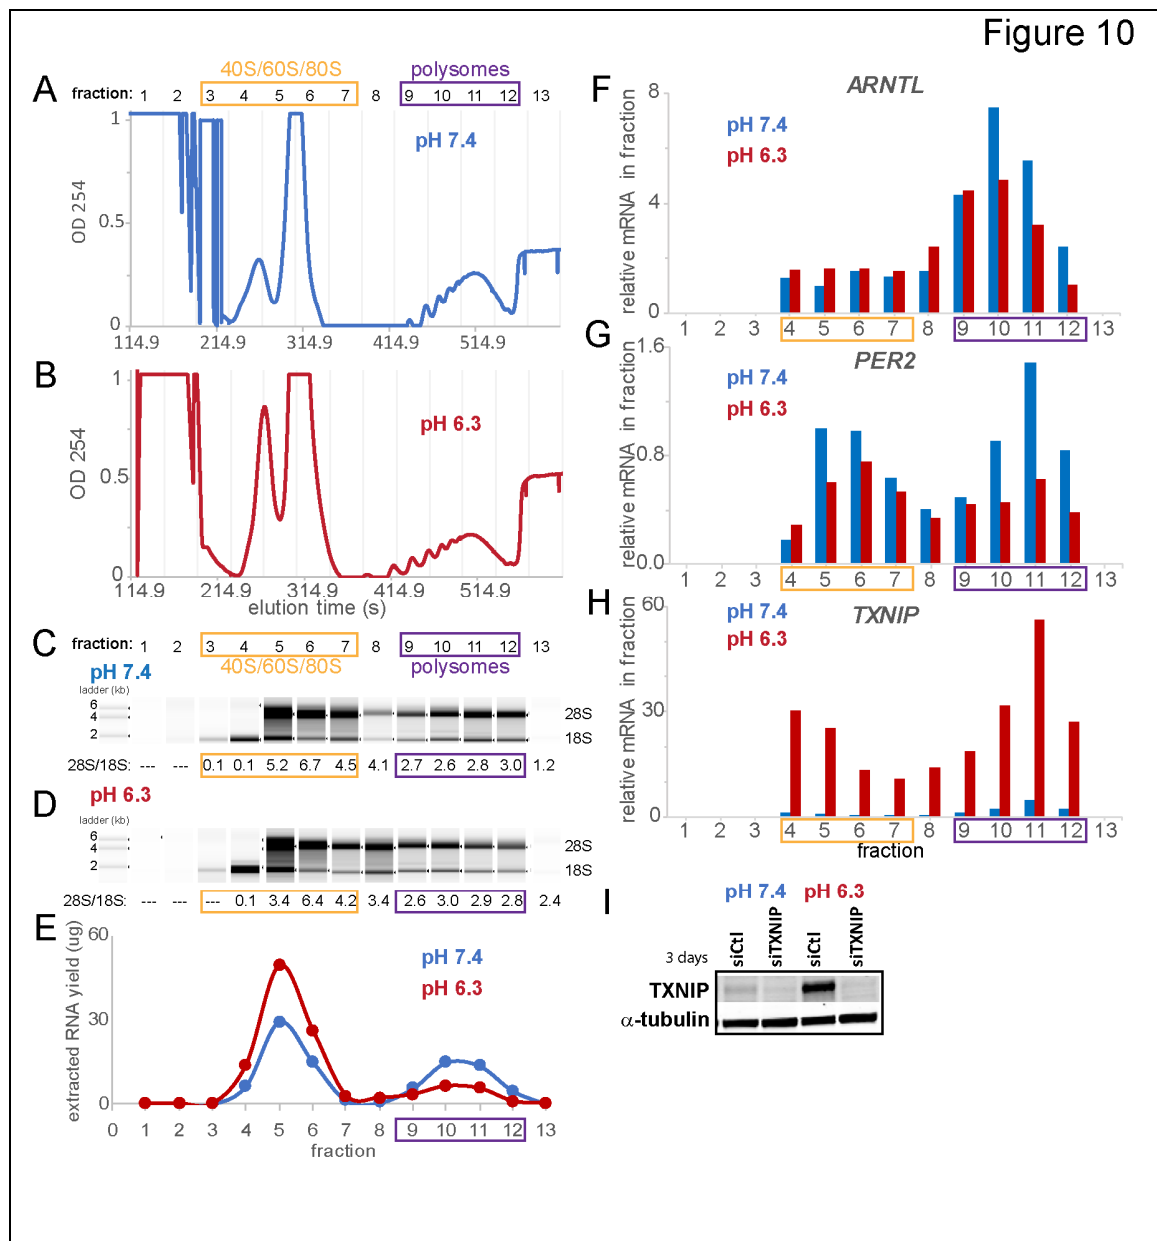 Figure 10
A
40S/60S/80S
polysomes
fraction: 1 2 3 4 5 6 7 8 9 10 11 12 13
1
0.5
0
OD 254
pH 7.4
114.9 214.9 314.9 414.9 514.9
B
1
0.5
0
OD 254
pH 6.3
114.9 214.9 314.9 414.9 514.9
elution time (s)
C
fraction: 1 2 3 4 5 6 7 8 9 10 11 12 13
40S/60S/80S
polysomes
pH 7.4
ladder (kb)
6
4
2
28S
18S
28S/18S: --- --- 0.1 0.1 5.2 6.7 4.5 4.1 2.7 2.6 2.8 3.0 1.2
D
pH 6.3
ladder (kb)
6
4
2
28S
18S
28S/18S: --- --- --- 0.1 3.4 6.4 4.2 3.4 2.6 3.0 2.9 2.8 2.4
E
60
30
0
extracted RNA yield (ug)
pH 7.4
pH 6.3
0 1 2 3 4 5 6 7 8 9 10 11 12 13
fraction
F
ARNTL
8
4
0
relative mRNA in fraction
pH 7.4
pH 6.3
1 2 3 4 5 6 7 8 9 10 11 12 13
G
PER2
1.6
0.8
0.0
relative mRNA in fraction
pH 7.4
pH 6.3
1 2 3 4 5 6 7 8 9 10 11 12 13
H
TXNIP
60
30
0
relative mRNA in fraction
pH 7.4
pH 6.3
1 2 3 4 5 6 7 8 9 10 11 12 13
fraction
I
pH 7.4 pH 6.3
3 days siCtl siTXNIP siCtl siTXNIP
TXNIP
α-tubulin